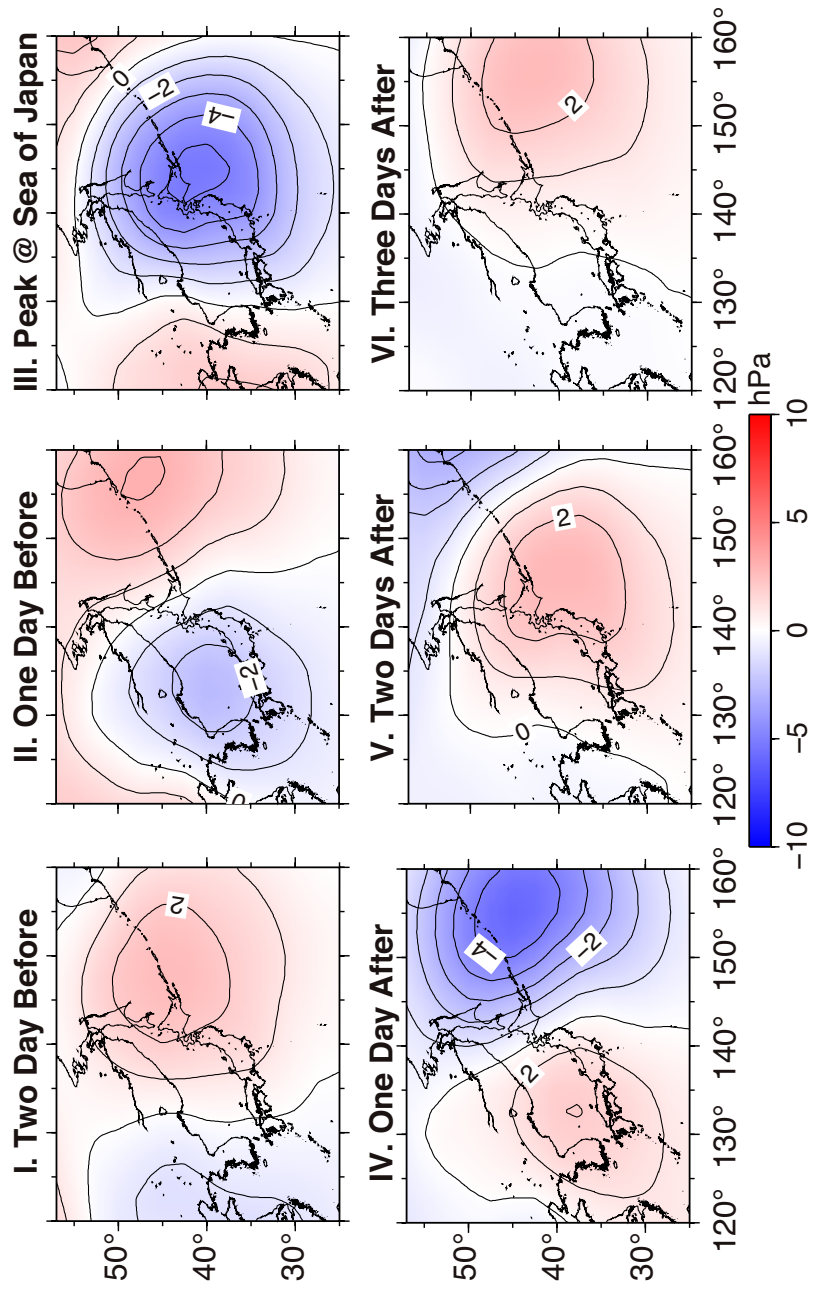 I. Two Day Before
II. One Day Before
III. Peak @ Sea of Japan
2
0
−2
0
−2
−4
50°
40°
30°
IV. One Day After
V. Two Days After
VI. Three Days After
−4
−2
2
0
2
2
50°
40°
30°
120° 130° 140° 150° 160°
120° 130° 140° 150° 160°
120° 130° 140° 150° 160°
hPa
−10 −5 0 5 10